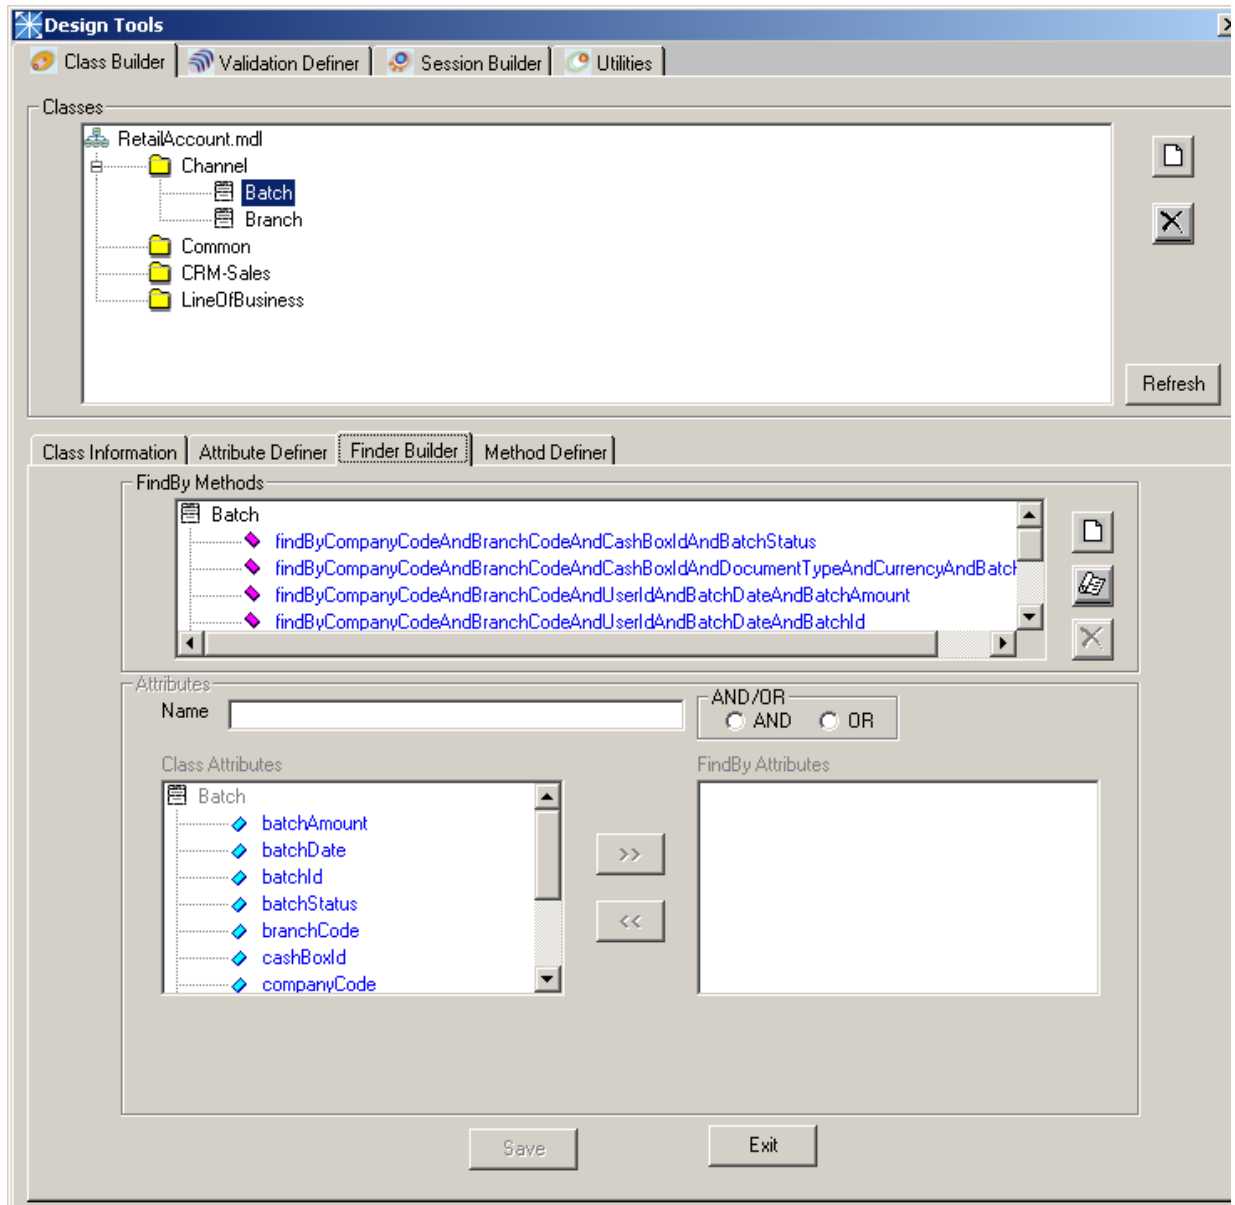 Design Tools
Class Builder Validation Definer Session Builder Utilities
Classes
RetailAccount.mdl
Channel
Batch
Branch
Common
CRM-Sales
LineOfBusiness
Refresh
Class Information Attribute Definer Finder Builder Method Definer
FindBy Methods
Batch
findByCompanyCodeAndBranchCodeAndCashBoxIdAndBatchStatus
findByCompanyCodeAndBranchCodeAndCashBoxIdAndDocumentTypeAndCurrencyAndBatch
findByCompanyCodeAndBranchCodeAndUserIdAndBatchDateAndBatchAmount
findByCompanyCodeAndBranchCodeAndUserIdAndBatchDateAndBatchId
Attributes
Name
AND/OR
AND OR
Class Attributes
Batch
batchAmount
batchDate
batchId
batchStatus
branchCode
cashBoxId
companyCode
>>
<<
FindBy Attributes
Save Exit